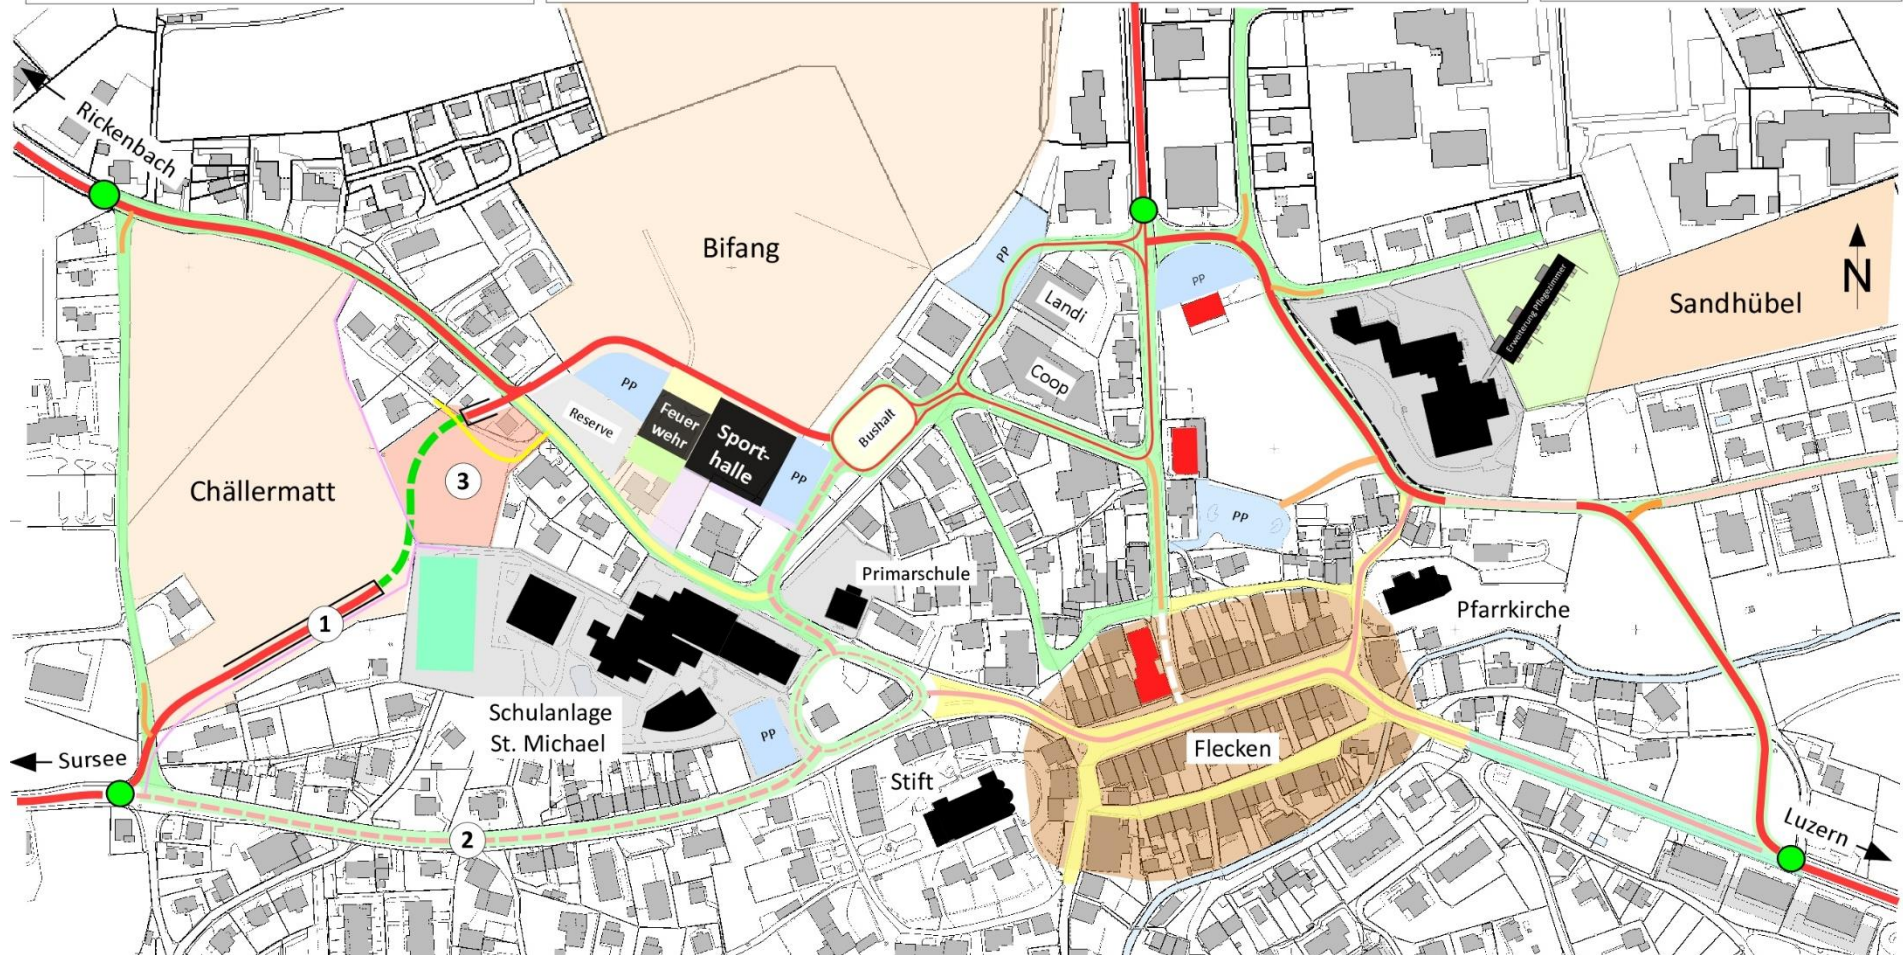 Rickenbach
Bifang
PP
Landi
PP
Erweiterung Pflegezimmer
Sandhübel
N
Coop
PP
Reserve
Feuer
wehr
Sport-
halle
PP
Bushalt
Chällermatt
3
PP
Primarschule
Pfarrkirche
1
Schulanlage
St. Michael
PP
Flecken
Sursee
Stift
2
Luzern